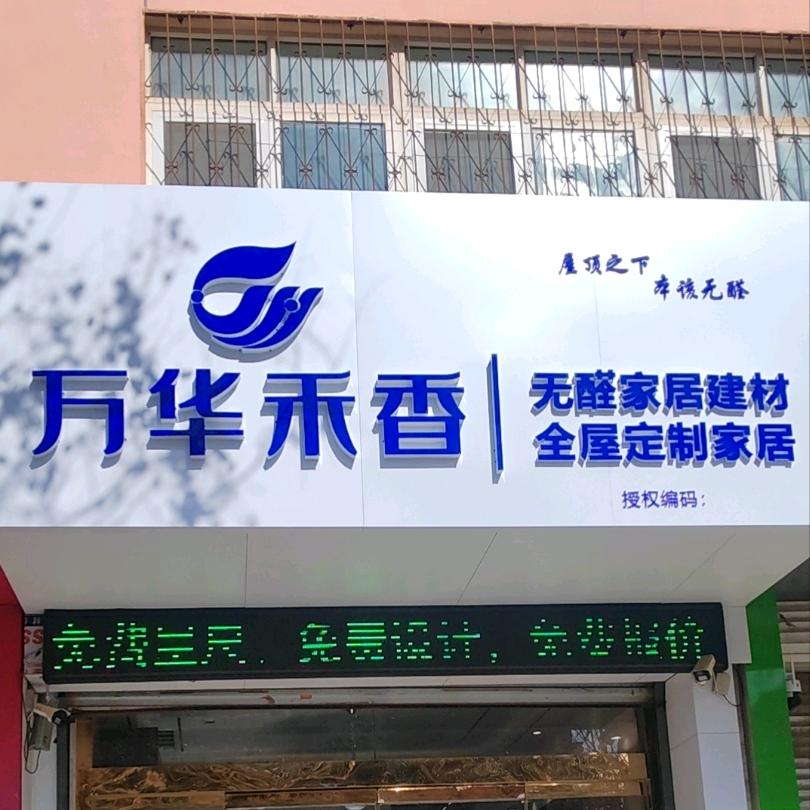 屋顶之下
本该无醛
万华禾香
无醛家居建材
全屋定制家居
授权编码：
免费量尺，免费设计，免费报价